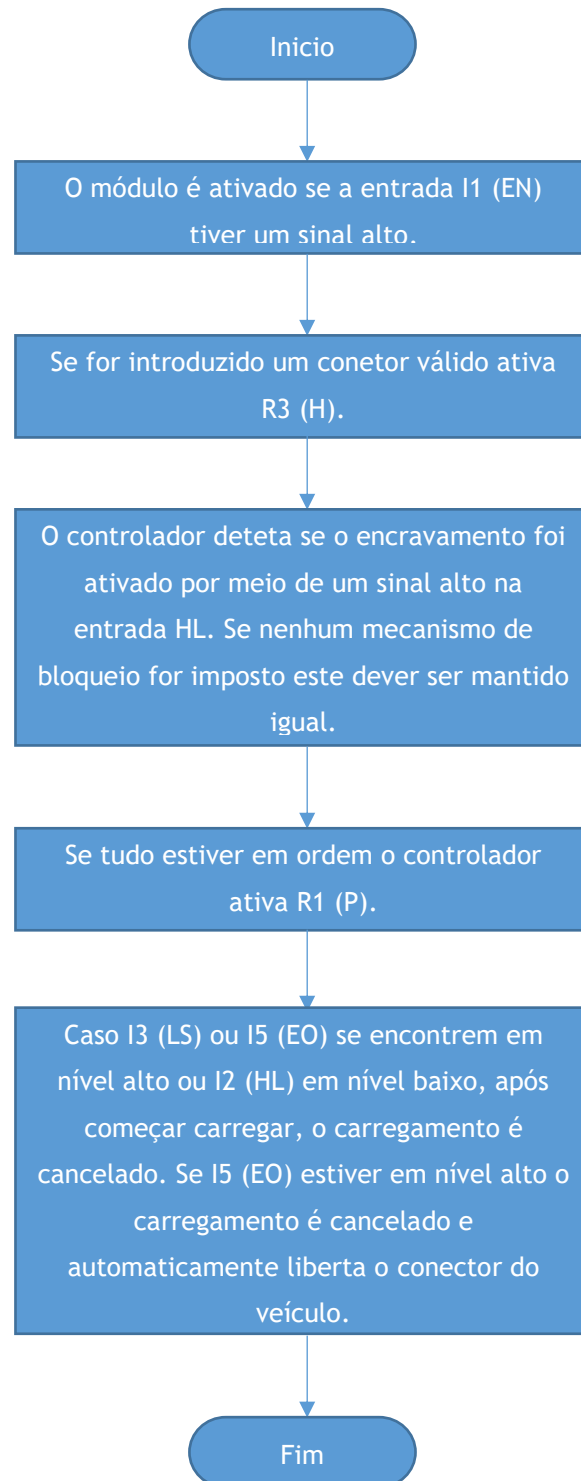 Inicio
O módulo é ativado se a entrada I1 (EN)
tiver um sinal alto.
Se for introduzido um conetor válido ativa
R3 (H).
O controlador deteta se o encravamento foi
ativado por meio de um sinal alto na
entrada HL. Se nenhum mecanismo de
bloqueio for imposto este dever ser mantido
igual.
Se tudo estiver em ordem o controlador
ativa R1 (P).
Caso I3 (LS) ou I5 (EO) se encontrem em
nível alto ou I2 (HL) em nível baixo, após
começar carregar, o carregamento é
cancelado. Se I5 (EO) estiver em nível alto o
carregamento é cancelado e
automaticamente liberta o conector do
veículo.
Fim